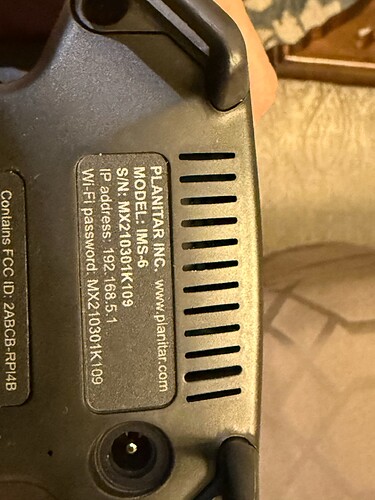 PLANITAR INC. www.planitar.com
MODEL: IMS-6
S/N: MX210301K109
IP address: 192.168.5.1
Wi-Fi password: MX210301K109
Contains FCC ID: 2ABCB-RPI4B